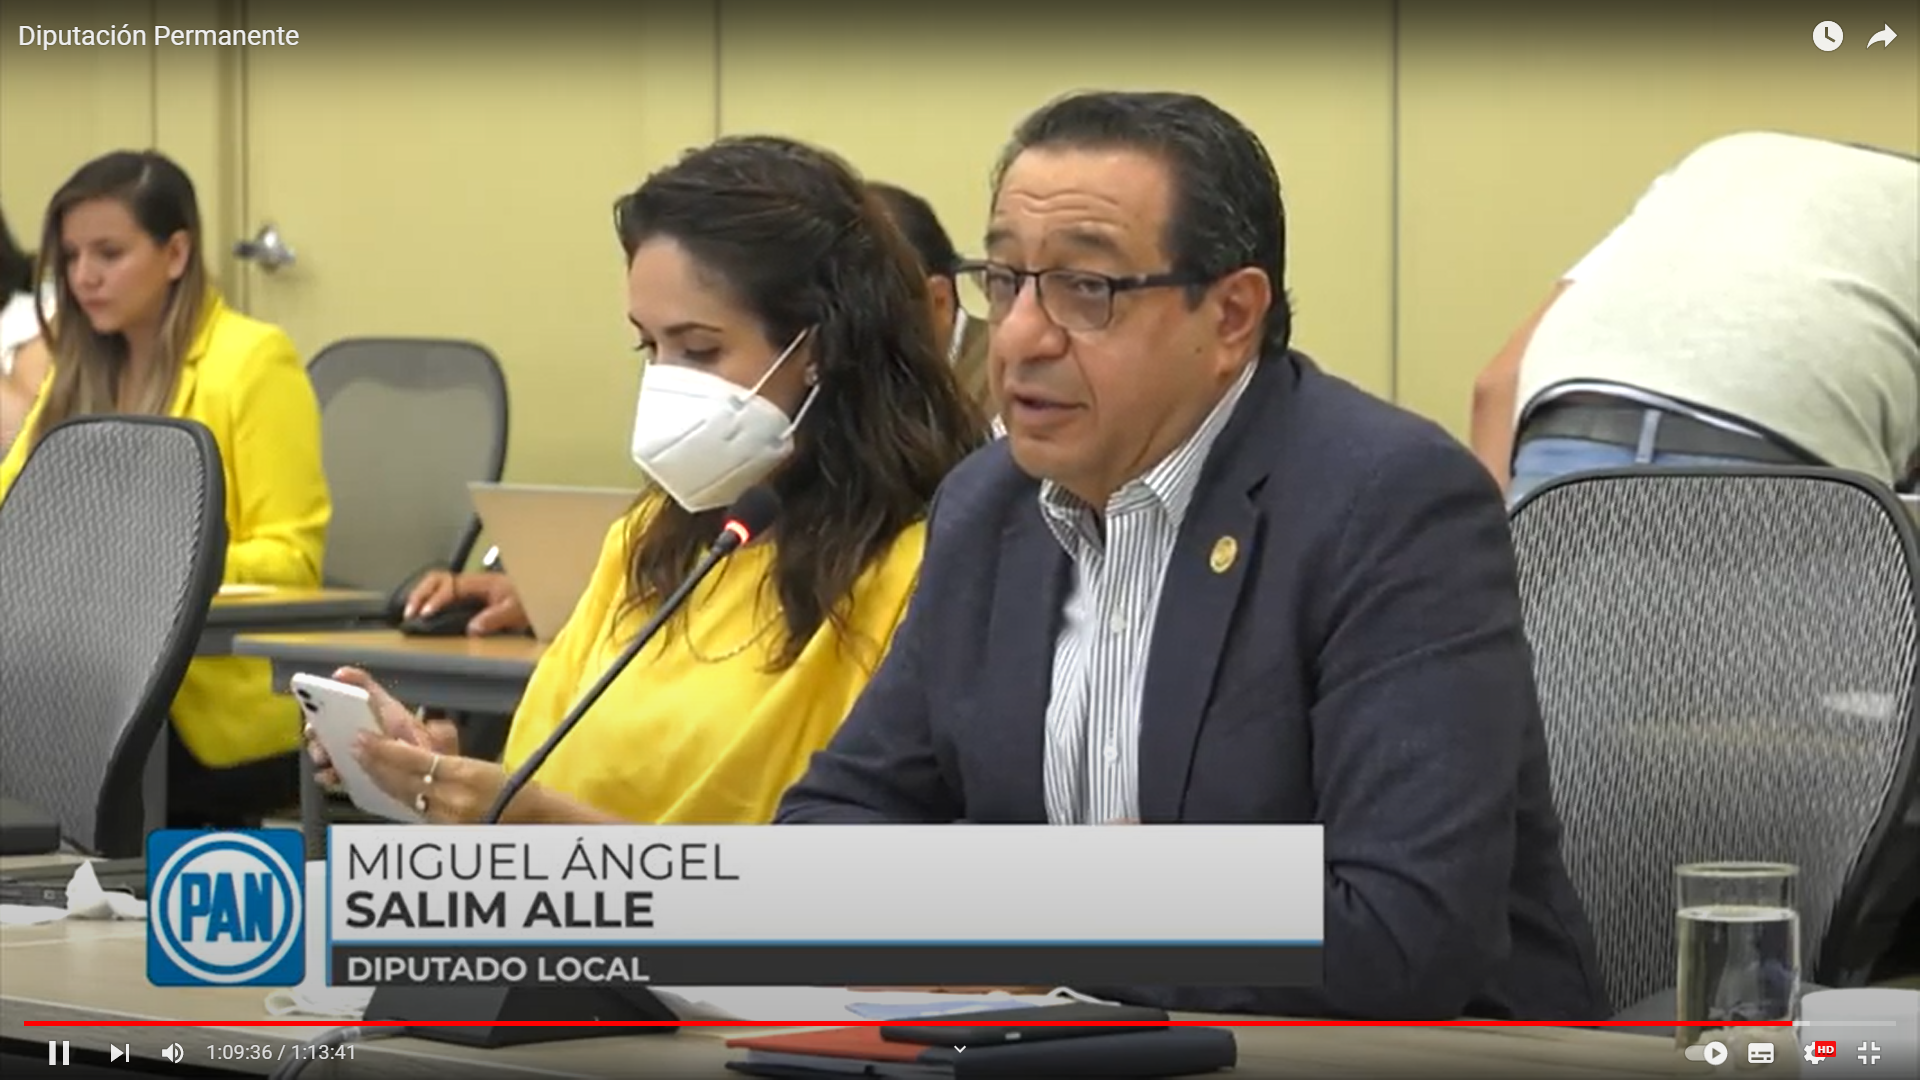 Diputación Permanente
PAN
MIGUEL ÁNGEL
SALIM ALLE
DIPUTADO LOCAL
1:09:36 / 1:13:41
HD